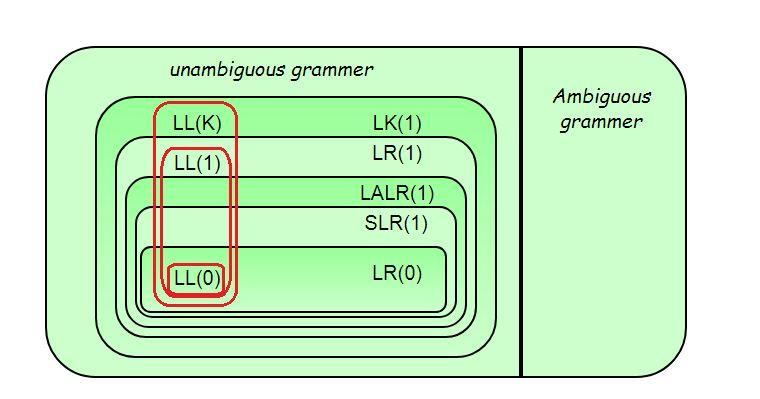 unambiguous grammer
Ambiguous
grammer
LL(K) LK(1)
LL(1) LR(1)
LALR(1)
SLR(1)
LL(0) LR(0)